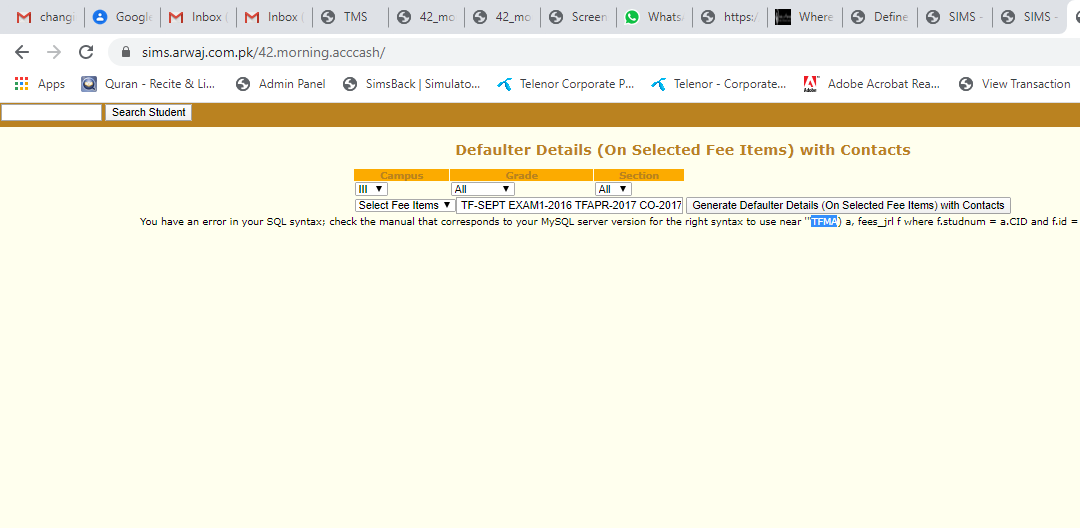 changi Google Inbox ( Inbox ( TMS 42_mo 42_mo Screen Whats https:/ Where Define SIMS - SIMS -
sims.arwaj.com.pk/42.morning.acccash/
Apps Quran - Recite & Li... Admin Panel SimsBack | Simulato... Telenor Corporate P... Telenor - Corporate... Adobe Acrobat Rea... View Transaction
Search Student
Defaulter Details (On Selected Fee Items) with Contacts
Campus Grade Section
III All All
Select Fee Items TF-SEPT EXAM1-2016 TFAPR-2017 CO-2017 Generate Defaulter Details (On Selected Fee Items) with Contacts
You have an error in your SQL syntax; check the manual that corresponds to your MySQL server version for the right syntax to use near ''TFMA) a, fees_jrl f where f.studnum = a.CID and f.id =